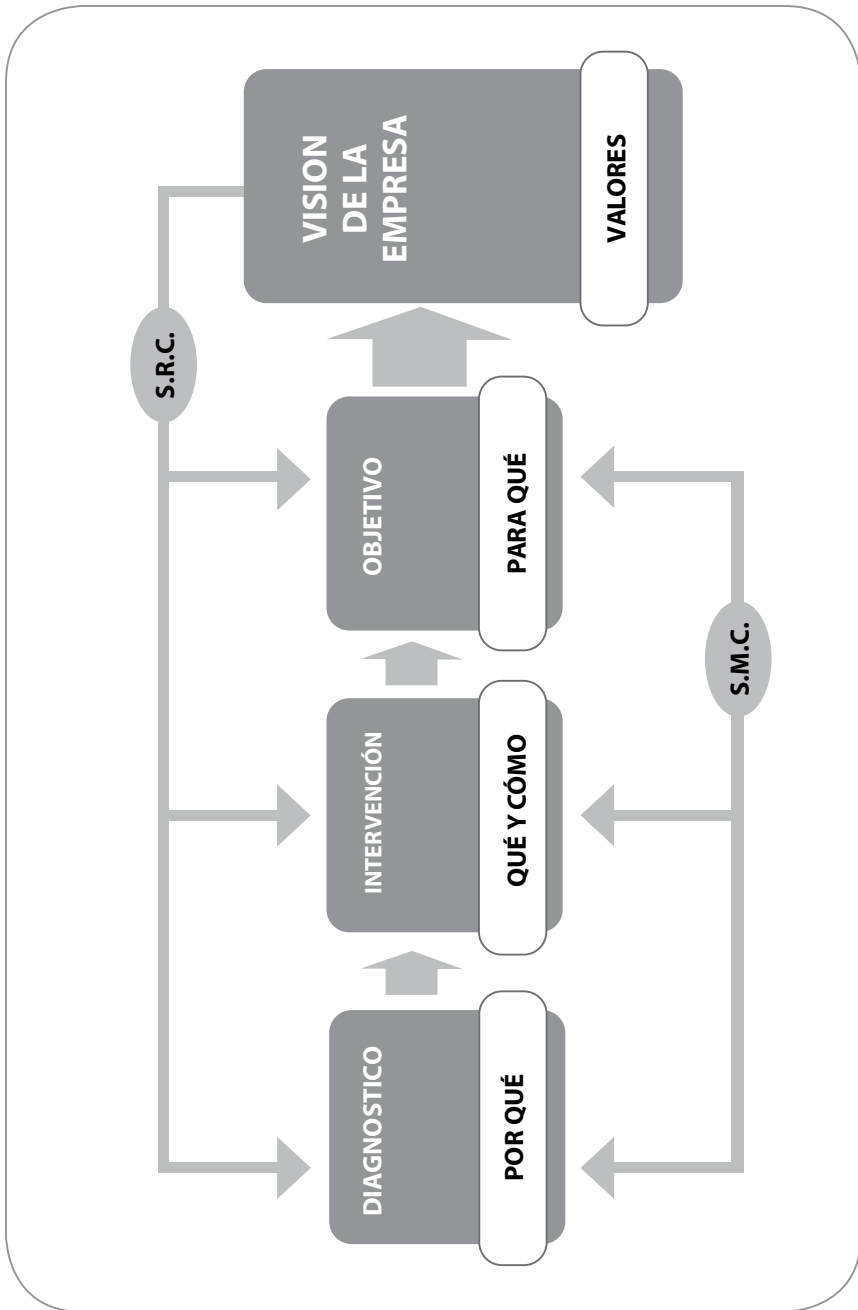 S.R.C.
DIAGNOSTICO
POR QUÉ
INTERVENCIÓN
QUÉ Y CÓMO
OBJETIVO
PARA QUÉ
VISION
DE LA
EMPRESA
VALORES
S.M.C.